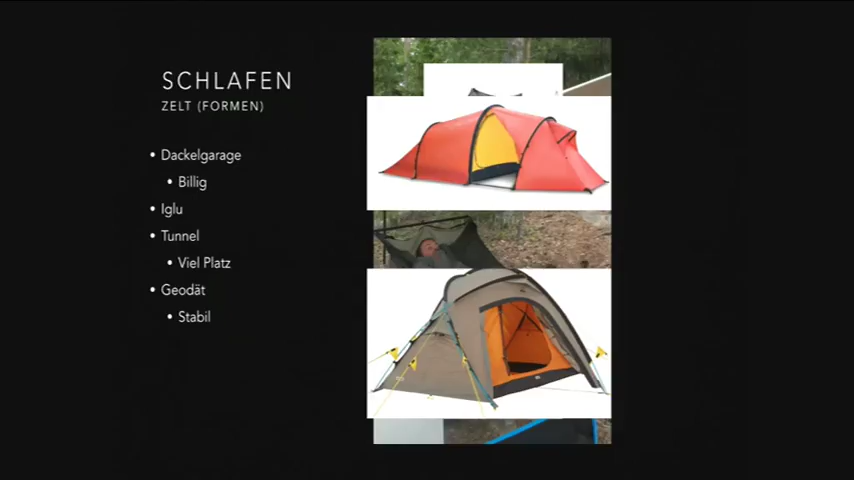 SCHLAFEN
ZELT (FORMEN)
• Dackelgarage
• Billig
• Iglu
• Tunnel
• Viel Platz
• Geodät
• Stabil